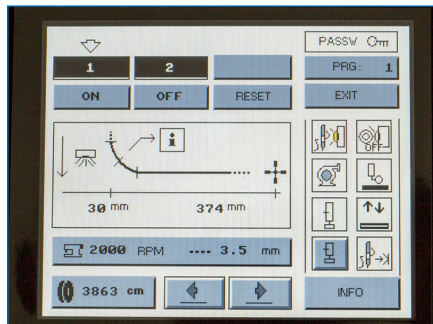 PASSW
1 2
PRG: 1
ON OFF RESET EXIT
i
OFF
30 mm 374 mm
2000 RPM ---- 3.5 mm
3863 cm
INFO